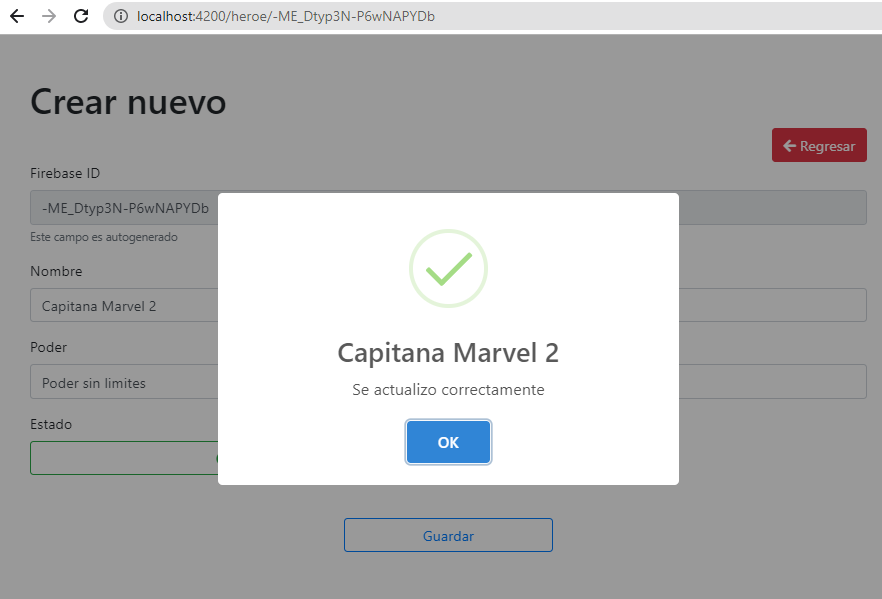 localhost:4200/heroe/-ME_Dtyp3N-P6wNAPYDb
Crear nuevo
Regresar
Firebase ID
-ME_Dtyp3N-P6wNAPYDb
Este campo es autogenerado
Nombre
Capitana Marvel 2
Poder
Poder sin limites
Estado
Capitana Marvel 2
Se actualizo correctamente
OK
Guardar